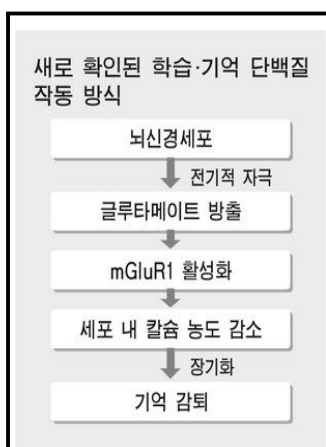 새로 확인된 학습·기억 단백질
작동 방식
뇌신경세포
전기적 자극
글루타메이트 방출
mGluR1 활성화
세포 내 칼슘 농도 감소
장기화
기억 감퇴